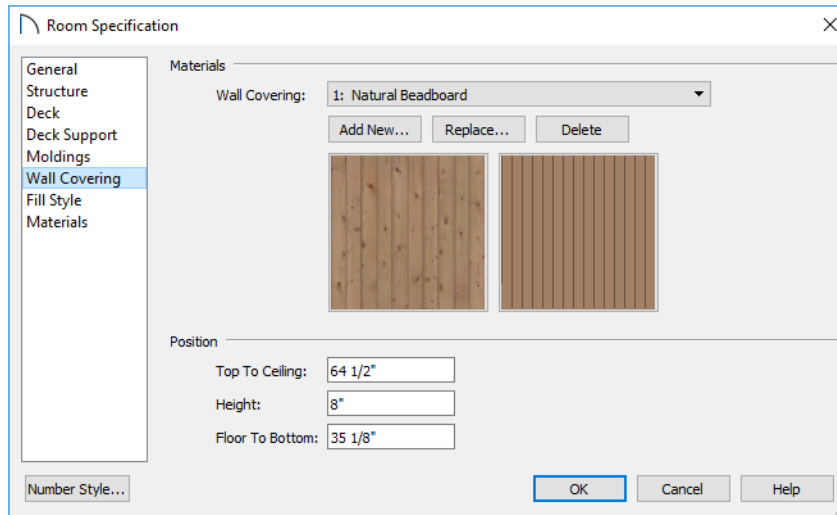 Room Specification
General
Structure
Deck
Deck Support
Moldings
Wall Covering
Fill Style
Materials
Materials
Wall Covering: 1: Natural Beadboard
Add New... Replace... Delete
Position
Top To Ceiling: 64 1/2"
Height: 8"
Floor To Bottom: 35 1/8"
Number Style... OK Cancel Help